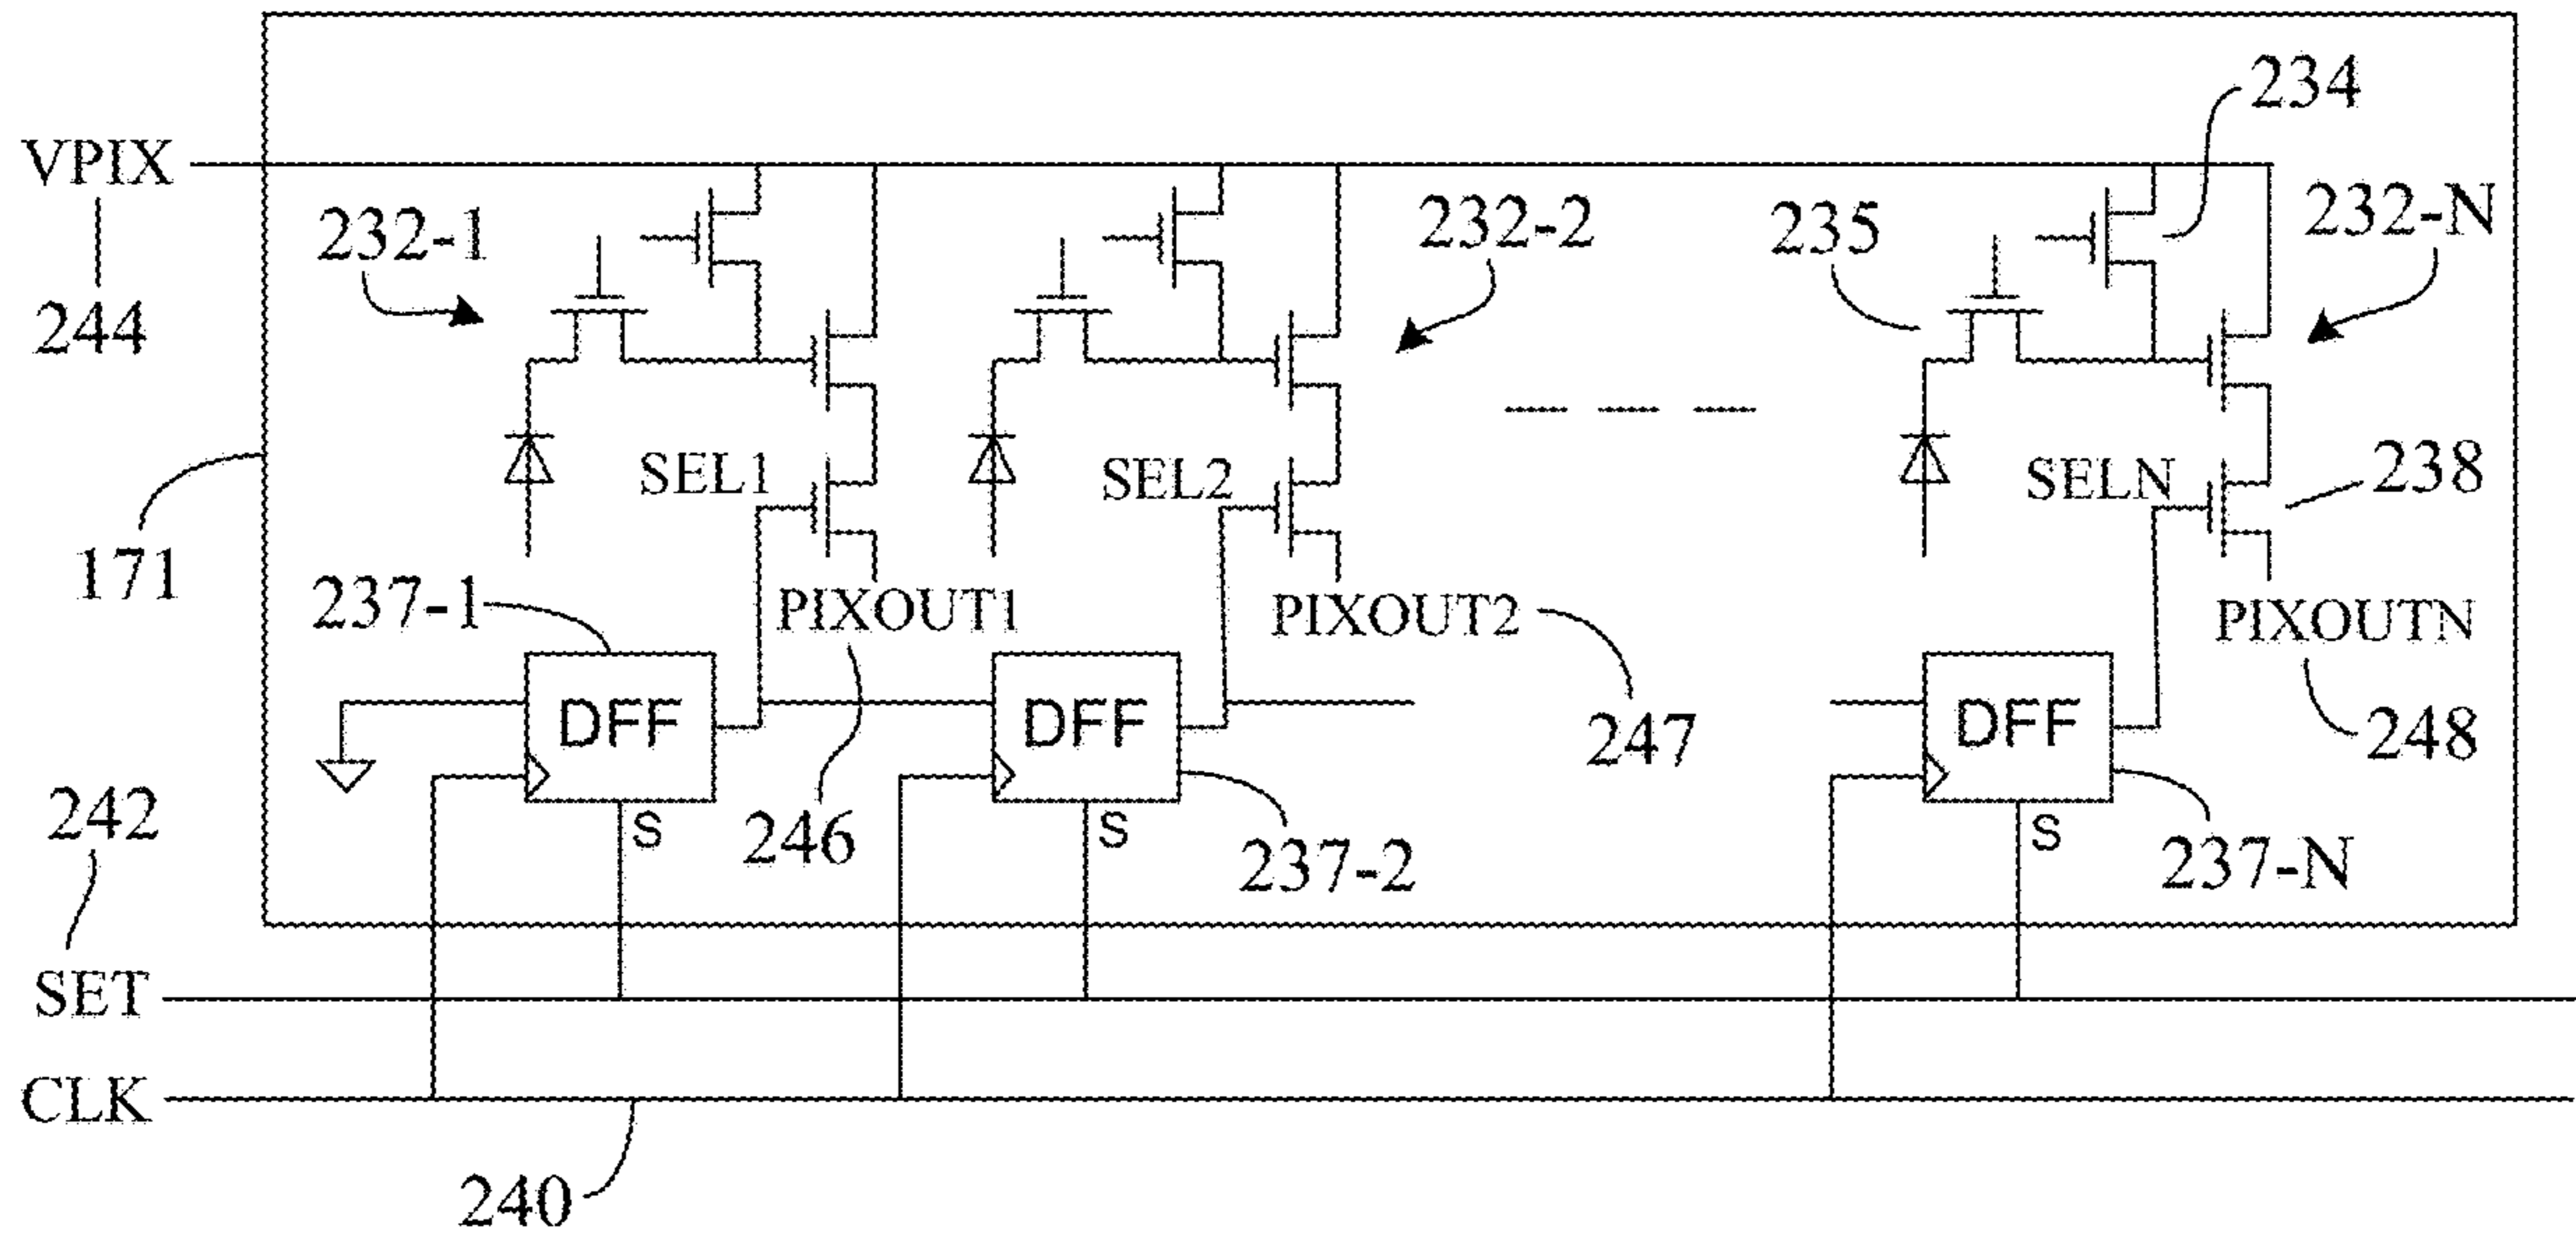 234
VPIX
232-1
232-2
235
232-N
244
SEL1
SEL2
SELN
238
171
237-1
PIXOUT1
PIXOUT2
PIXOUTN
DFF
DFF
DFF
247
248
242
S
246
S
237-2
S
237-N
SET
CLK
240